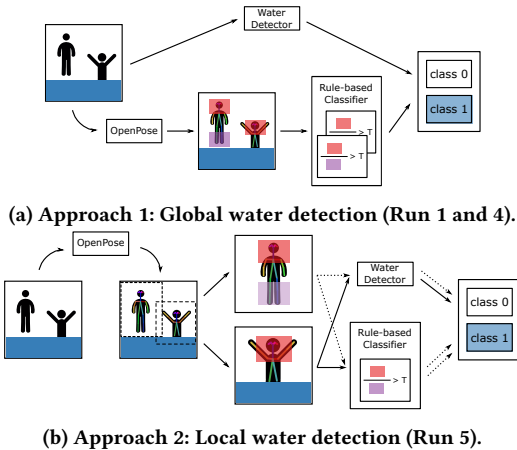 Water
Detector
OpenPose
Rule-based
Classifier
> T
> T
class 0
class 1
(a) Approach 1: Global water detection (Run 1 and 4).
OpenPose
Water
Detector
Rule-based
Classifier
> T
class 0
class 1
(b) Approach 2: Local water detection (Run 5).